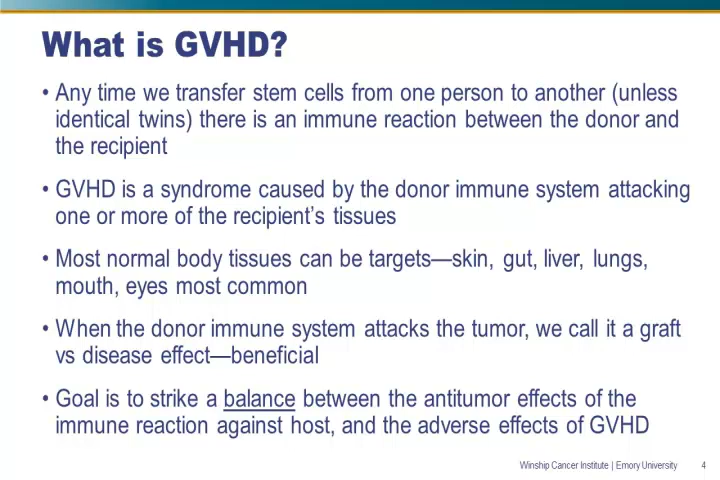 What is GVHD?
• Any time we transfer stem cells from one person to another (unless
identical twins) there is an immune reaction between the donor and
the recipient
• GVHD is a syndrome caused by the donor immune system attacking
one or more of the recipient’s tissues
• Most normal body tissues can be targets—skin, gut, liver, lungs,
mouth, eyes most common
• When the donor immune system attacks the tumor, we call it a graft
vs disease effect—beneficial
• Goal is to strike a balance between the antitumor effects of the
immune reaction against host, and the adverse effects of GVHD
Winship Cancer Institute | Emory University 4